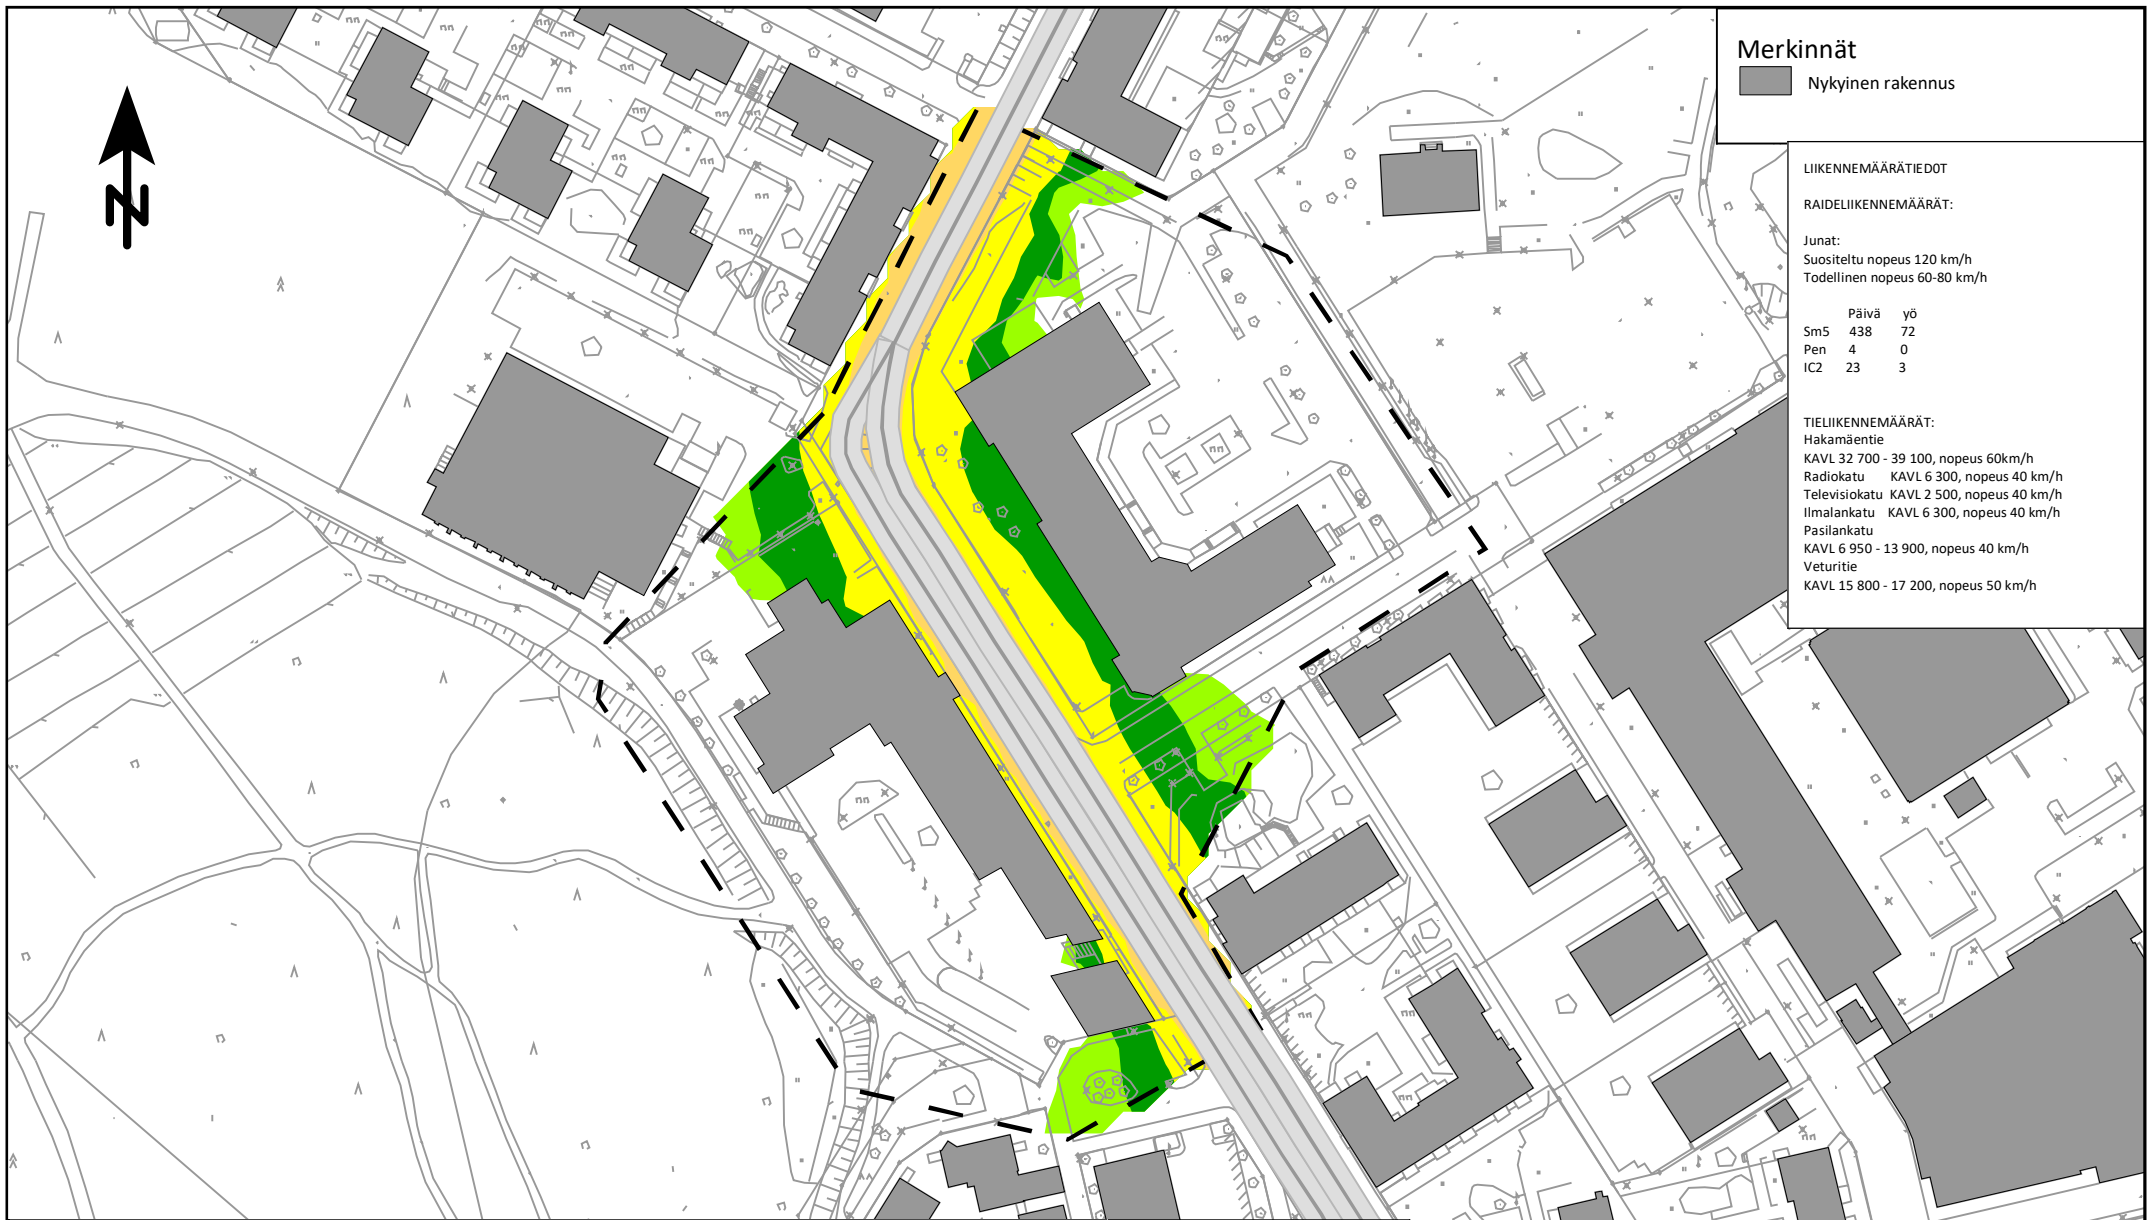 N
Merkinnät
Nykyinen rakennus
LIIKENNEMÄÄRÄTIEDOT
RAIDELIIKENNEMÄÄRÄT:
Junat:
Suositeltu nopeus 120 km/h
Todellinen nopeus 60-80 km/h
Päivä yö
Sm5 438 72
Pen 4 0
IC2 23 3
TIELIIKENNEMÄÄRÄT:
Hakamäentie
KAVL 32 700 - 39 100, nopeus 60km/h
Radiokatu KAVL 6 300, nopeus 40 km/h
Televisiokatu KAVL 2 500, nopeus 40 km/h
Ilmalankatu KAVL 6 300, nopeus 40 km/h
Pasilankatu
KAVL 6 950 - 13 900, nopeus 40 km/h
Veturitie
KAVL 15 800 - 17 200, nopeus 50 km/h